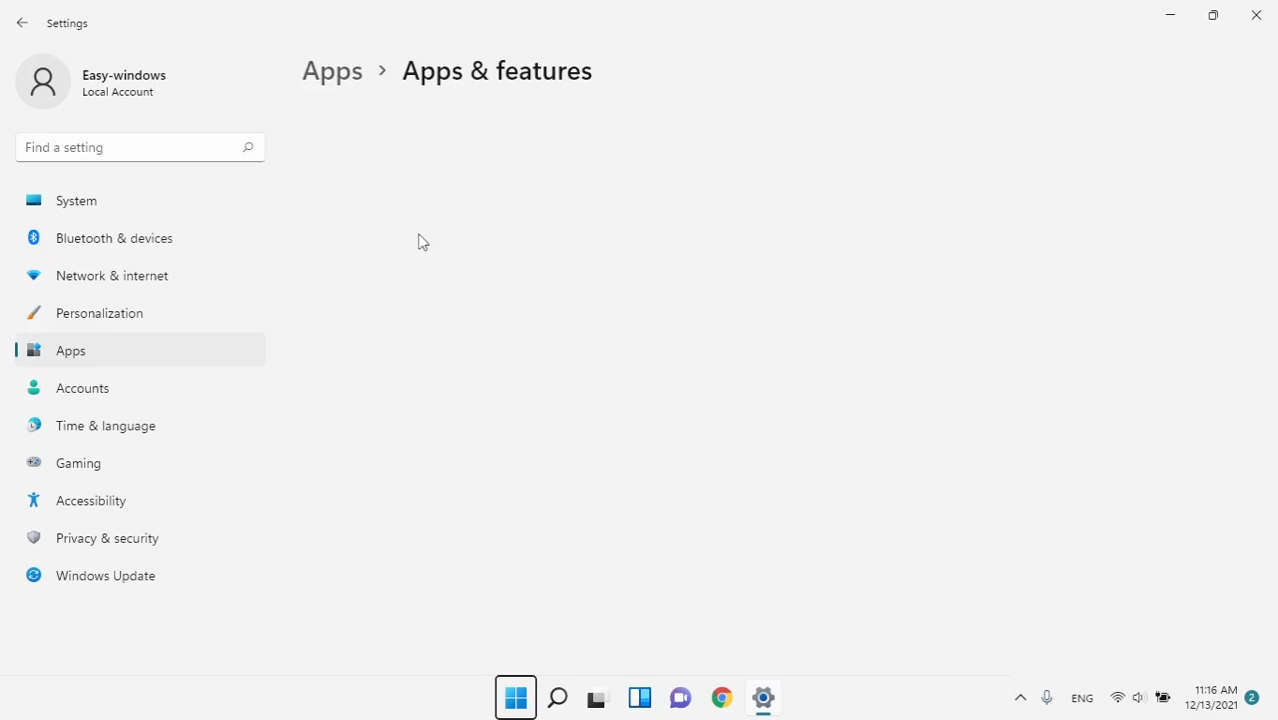 Settings
Easy-windows
Local Account
Find a setting
System
Bluetooth & devices
Network & internet
Personalization
Apps
Accounts
Time & language
Gaming
Accessibility
Privacy & security
Windows Update
Apps > Apps & features
ENG
11:16 AM
12/13/2021
2